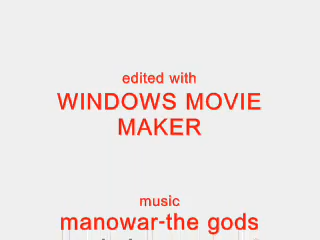 edited with
WINDOWS MOVIE
MAKER
music
manowar-the gods